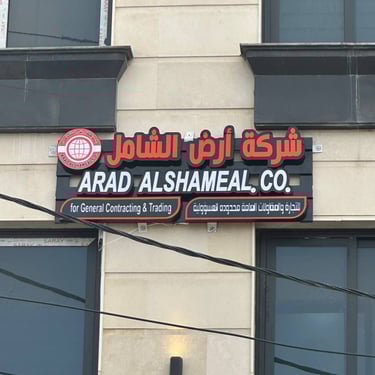 شركة أرض الشامل
ARAD ALSHAMEAL. CO.
for General Contracting & Trading
للتجارة والمقاولات العامة محدودة المسؤولية